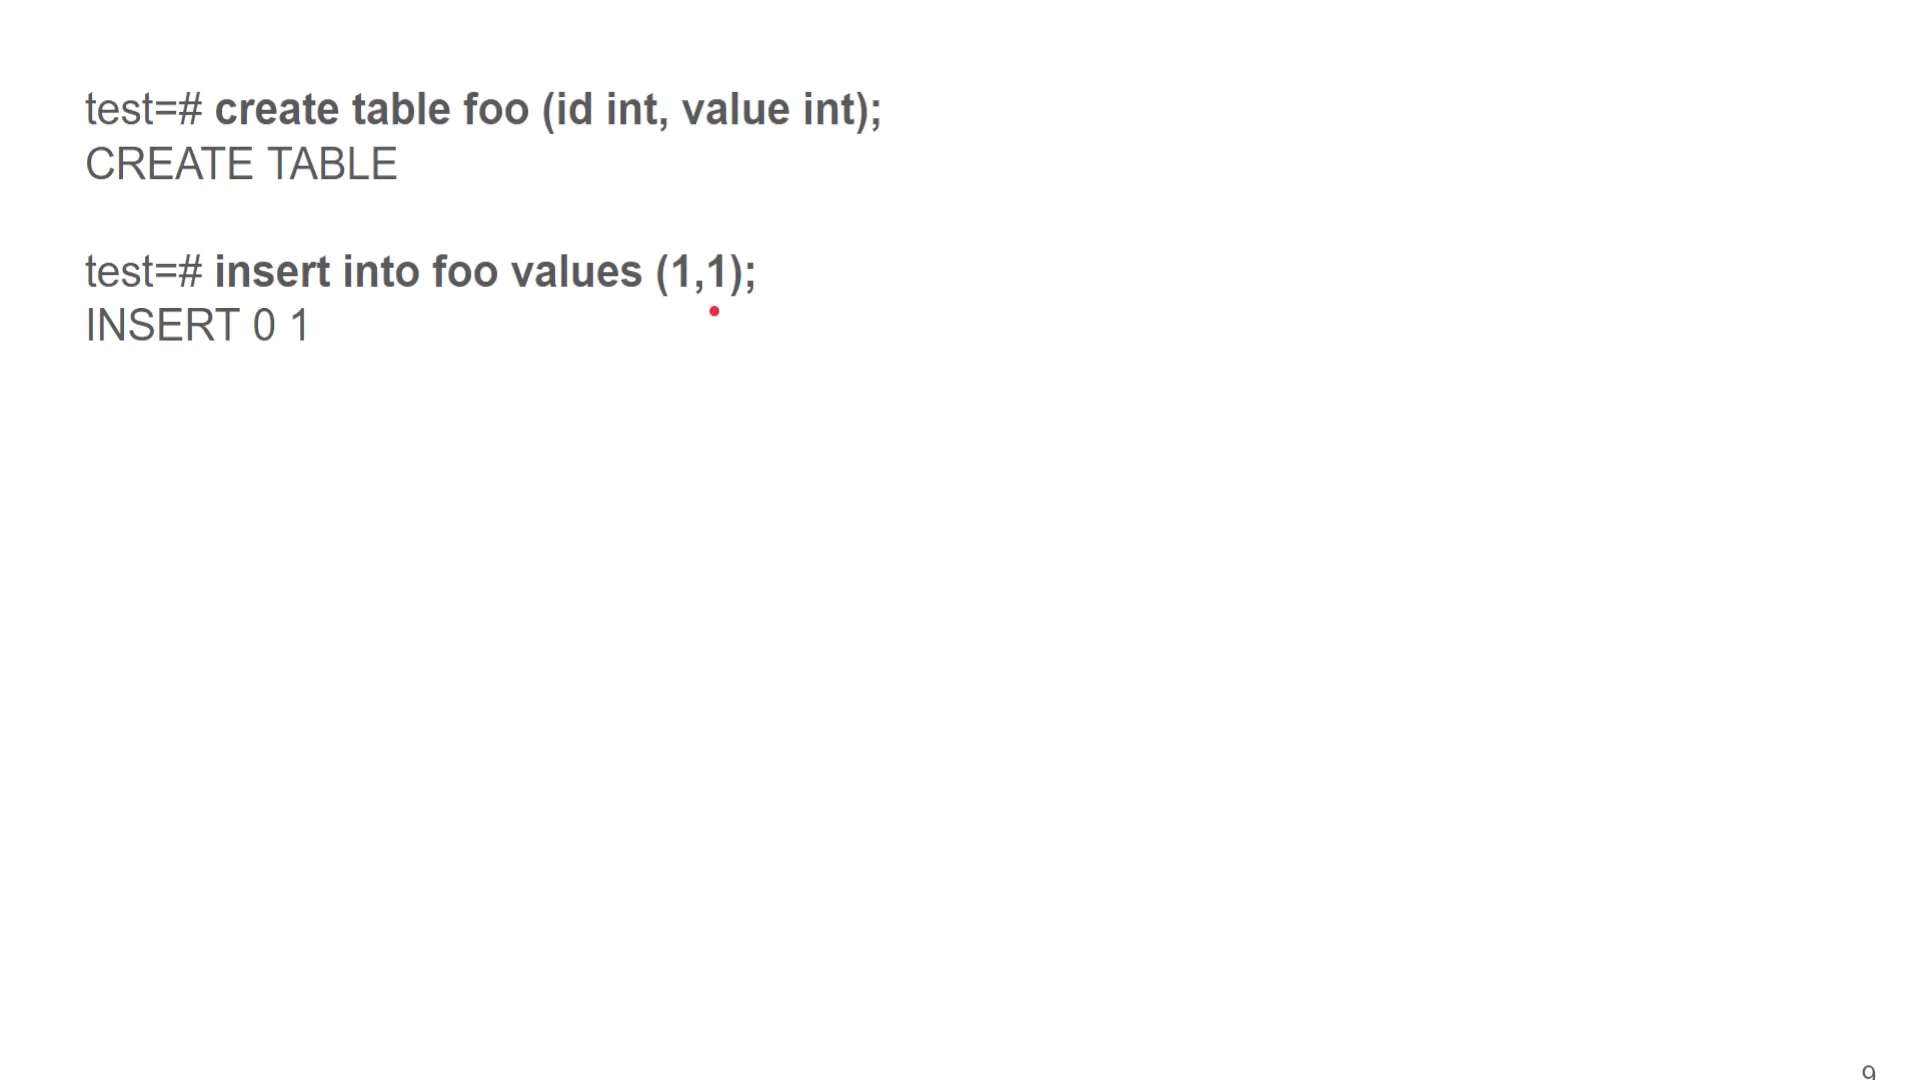 test=# create table foo (id int, value int);
CREATE TABLE
test=# insert into foo values (1,1);
INSERT 0 1
9